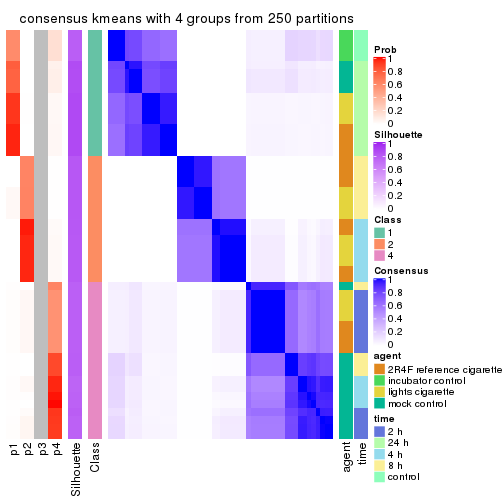 consensus kmeans with 4 groups from 250 partitions
Prob
1
0.8
0.6
0.4
0.2
0
Silhouette
1
0.8
0.6
0.4
0.2
0
Class
1
2
4
Consensus
1
0.8
0.6
0.4
0.2
0
agent
2R4F reference cigarette
incubator control
lights cigarette
mock control
time
2 h
24 h
4 h
8 h
control
p1
p2
p3
p4
Silhouette
Class
agent
time